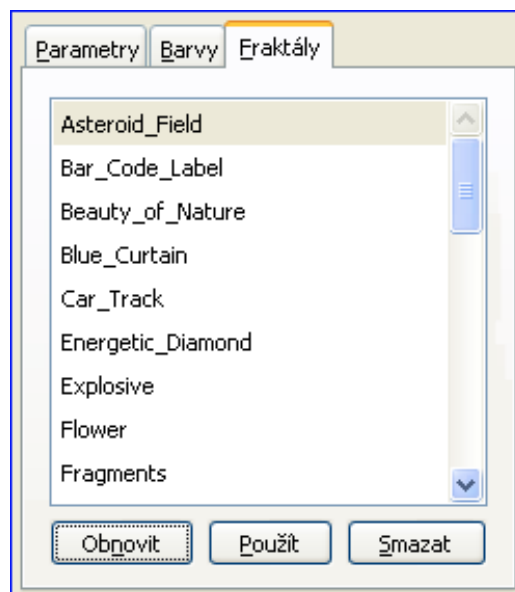 Parametry Barvy Fraktály
Asteroid_Field
Bar_Code_Label
Beauty_of_Nature
Blue_Curtain
Car_Track
Energetic_Diamond
Explosive
Flower
Fragments
Obnovit Použít Smazat